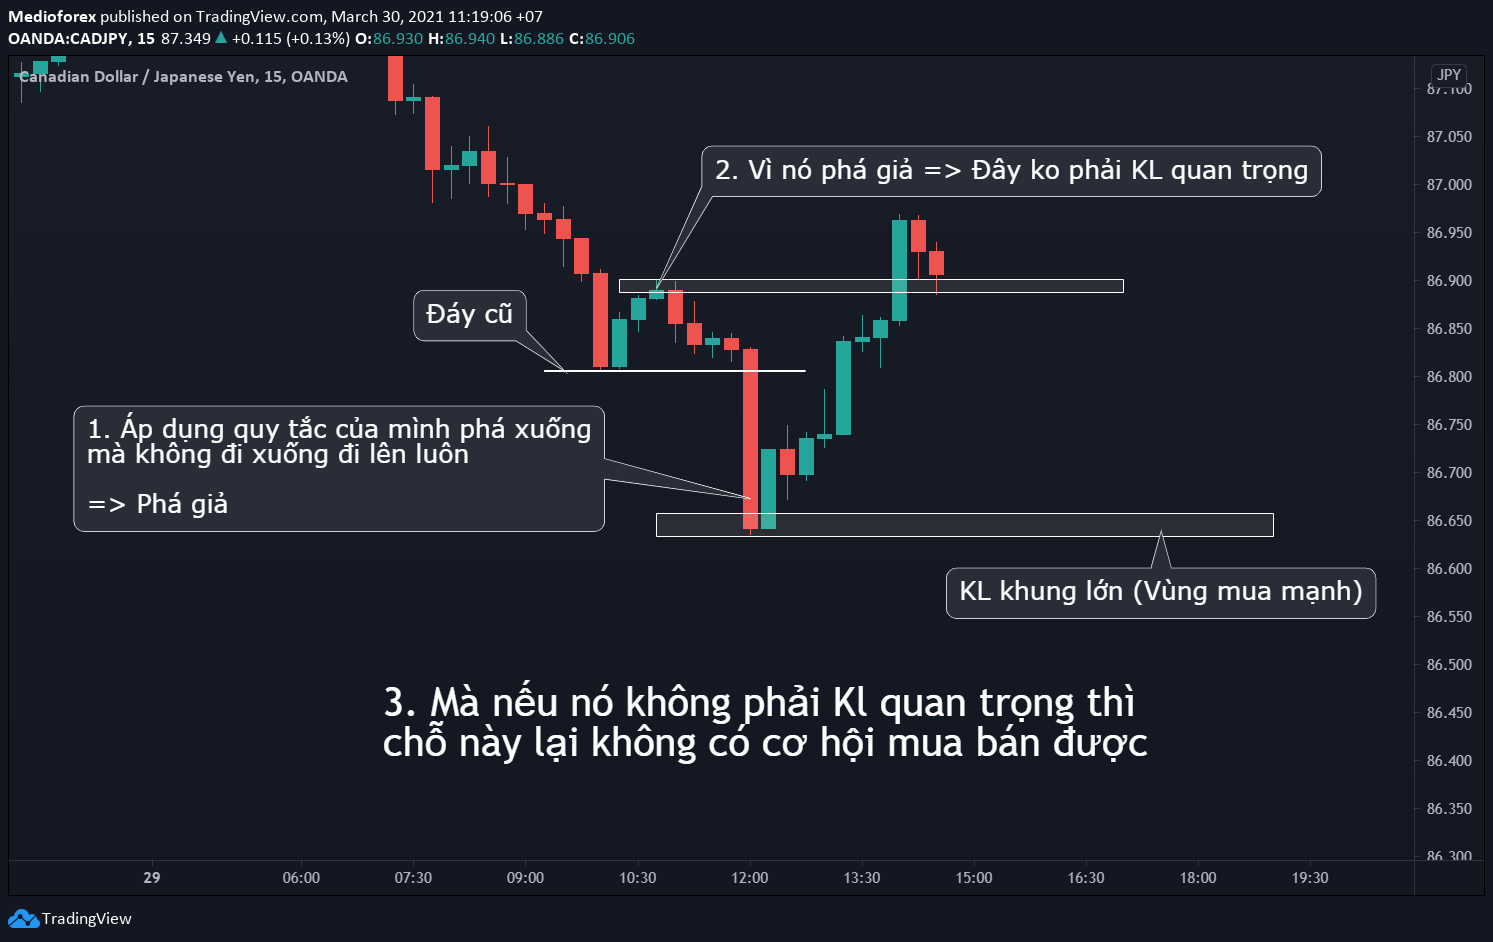 Medioforex published on TradingView.com, March 30, 2021 11:19:06 +07
OANDA:CADJPY, 15 87.349 ▲ +0.115 (+0.13%) O:86.930 H:86.940 L:86.886 C:86.906
Canadian Dollar / Japanese Yen, 15, OANDA
JPY
87.100
87.050
2. Vì nó phá giả => Đây ko phải KL quan trọng
87.000
86.950
86.900
Đáy cũ
86.850
86.800
1. Áp dụng quy tắc của mình phá xuống
mà không đi xuống đi lên luôn
=> Phá giả
86.750
86.700
86.650
86.600
KL khung lớn (Vùng mua mạnh)
86.550
86.500
3. Mà nếu nó không phải Kl quan trọng thì
chỗ này lại không có cơ hội mua bán được
86.450
86.400
86.350
86.300
29 06:00 07:30 09:00 10:30 12:00 13:30 15:00 16:30 18:00 19:30
TradingView